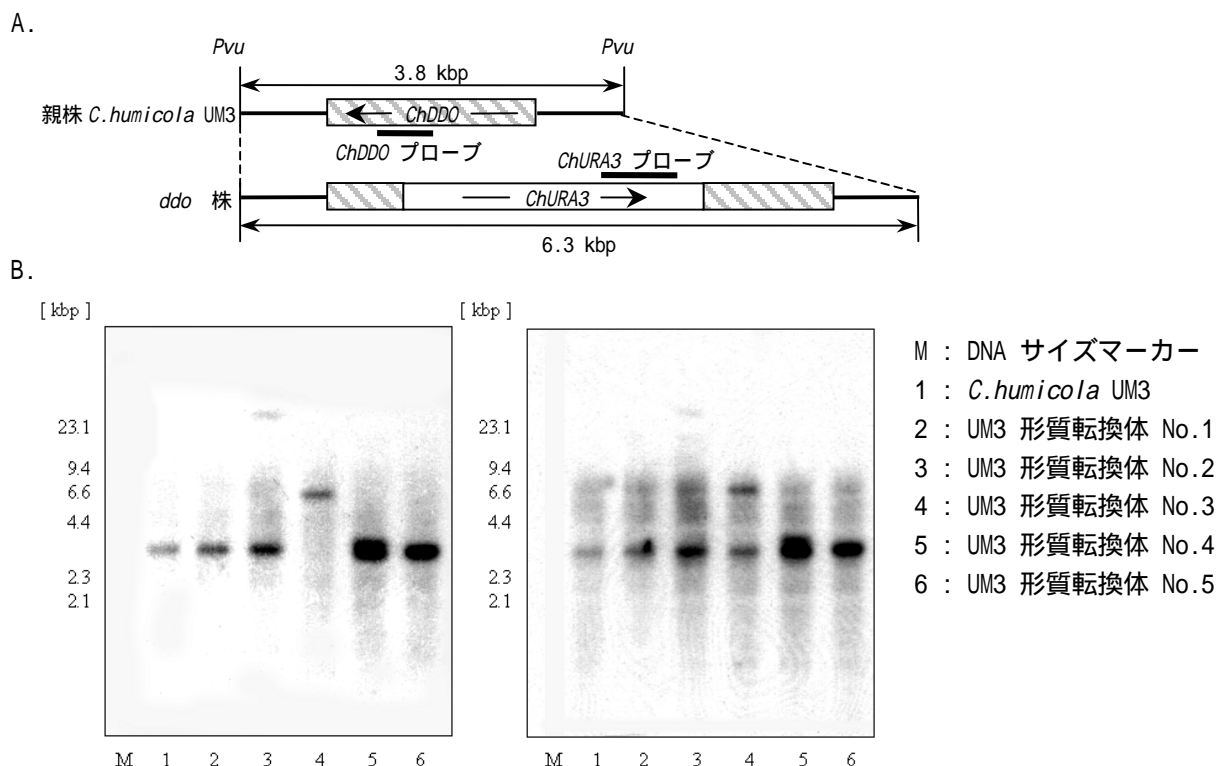 A.
Pvu Pvu
3.8 kbp
親株 C.humicola UM3
ChDDO
ChDDO プローブ
ChURA3 プローブ
ddo 株
ChURA3
6.3 kbp
B.
[ kbp ]
23.1
9.4
6.6
4.4
2.3
2.1
M 1 2 3 4 5 6
[ kbp ]
23.1
9.4
6.6
4.4
2.3
2.1
M 1 2 3 4 5 6
M : DNA サイズマーカー
1 : C.humicola UM3
2 : UM3 形質転換体 No.1
3 : UM3 形質転換体 No.2
4 : UM3 形質転換体 No.3
5 : UM3 形質転換体 No.4
6 : UM3 形質転換体 No.5